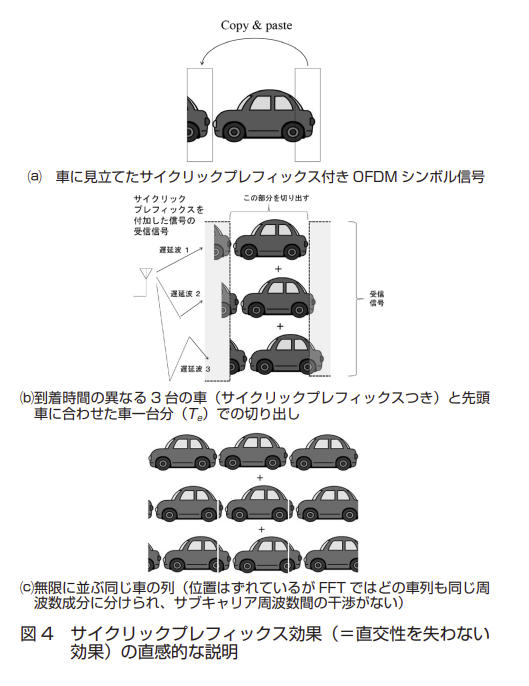 Copy & paste
(a) 車に見立てたサイクリックプレフィックス付き OFDM シンボル信号
サイクリック
プレフィックスを
付加した信号の
受信信号
この部分を切り出す
遅延波 1
+
遅延波 2
+
遅延波 3
受信
信号
(b)到着時間の異なる 3 台の車（サイクリックプレフィックスつき）と先頭
車に合わせた車一台分（Te）での切り出し
+
+
(c)無限に並ぶ同じ車の列（位置はずれているが FFT ではどの車列も同じ周
波数成分に分けられ、サブキャリア周波数間の干渉がない）
図 4 サイクリックプレフィックス効果（＝直交性を失わない
効果）の直感的な説明